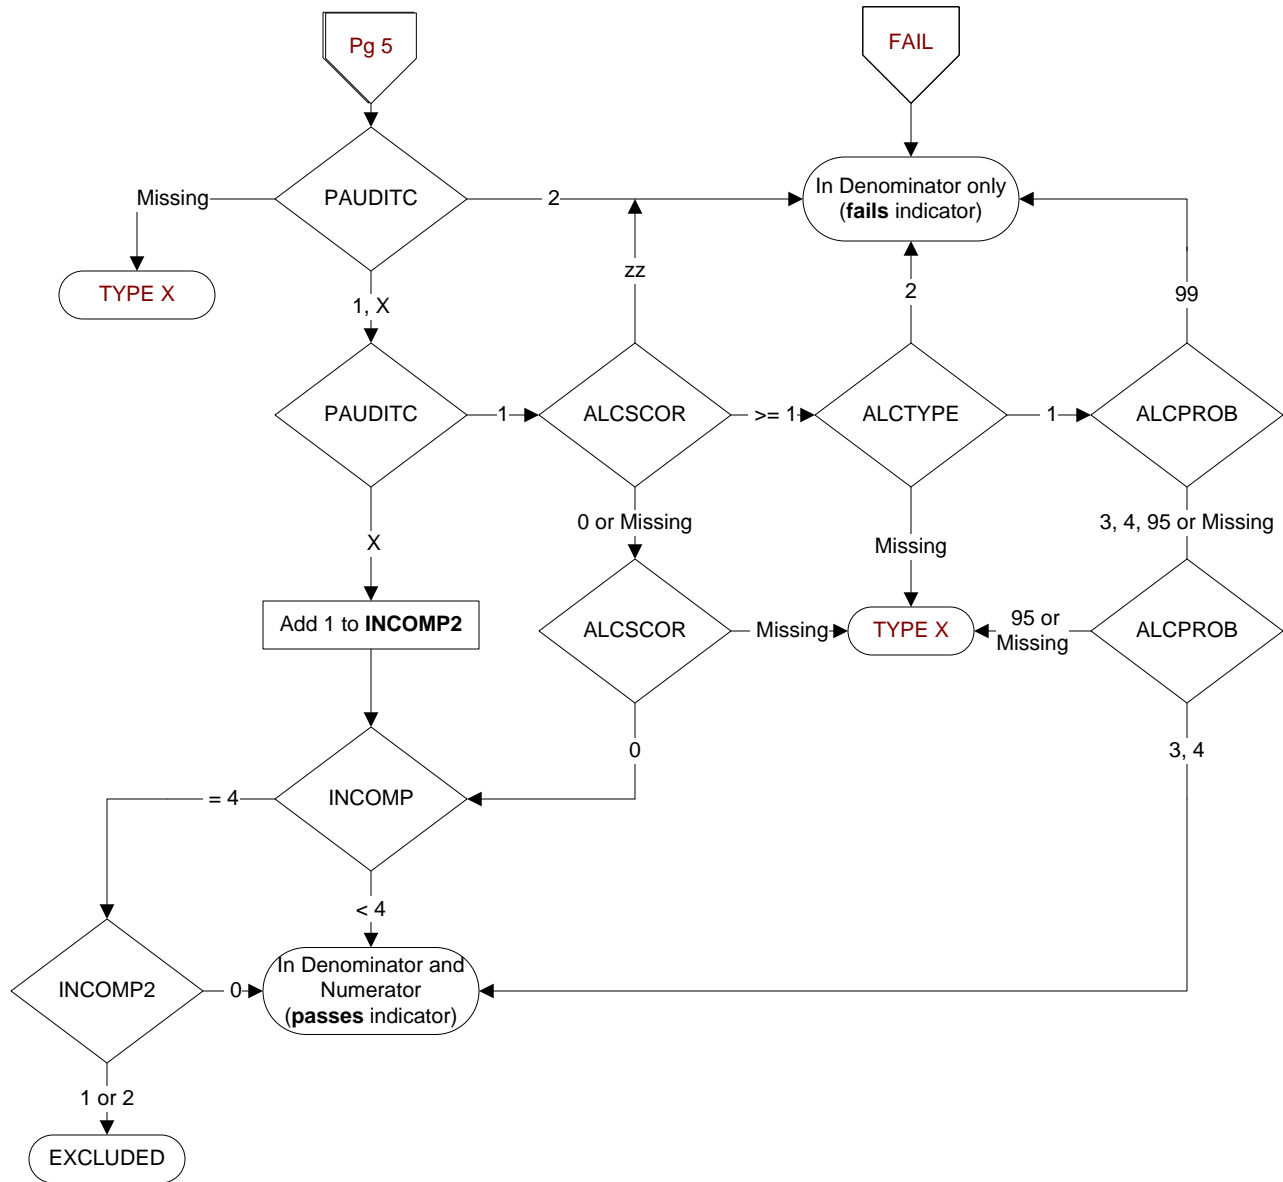 Pg 5
FAIL
PAUDITC
Missing
2
In Denominator only
(fails indicator)
TYPE X
1, X
zz
2
99
PAUDITC
1
ALCSCOR
>= 1
ALCTYPE
1
ALCPROB
X
0 or Missing
Missing
3, 4, 95 or Missing
Add 1 to INCOMP2
ALCSCOR
Missing
TYPE X
95 or
Missing
ALCPROB
0
3, 4
= 4
INCOMP
< 4
INCOMP2
0
In Denominator and
Numerator
(passes indicator)
1 or 2
EXCLUDED